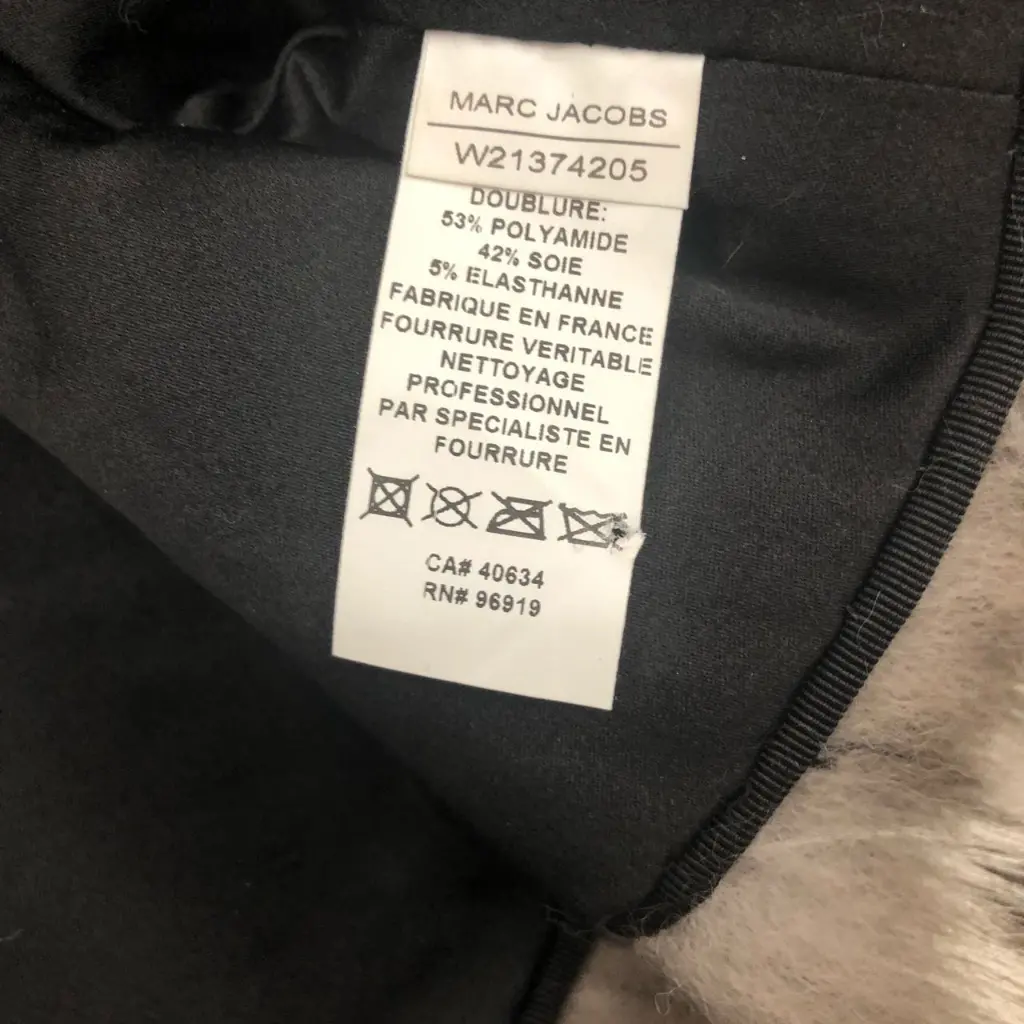 MARC JACOBS
W21374205
DOUBLURE:
53% POLYAMIDE
42% SOIE
5% ELASTHANNE
FABRIQUE EN FRANCE
FOURRURE VERITABLE
NETTOYAGE
PROFESSIONNEL
PAR SPECIALISTE EN
FOURRURE
CA# 40634
RN# 96919